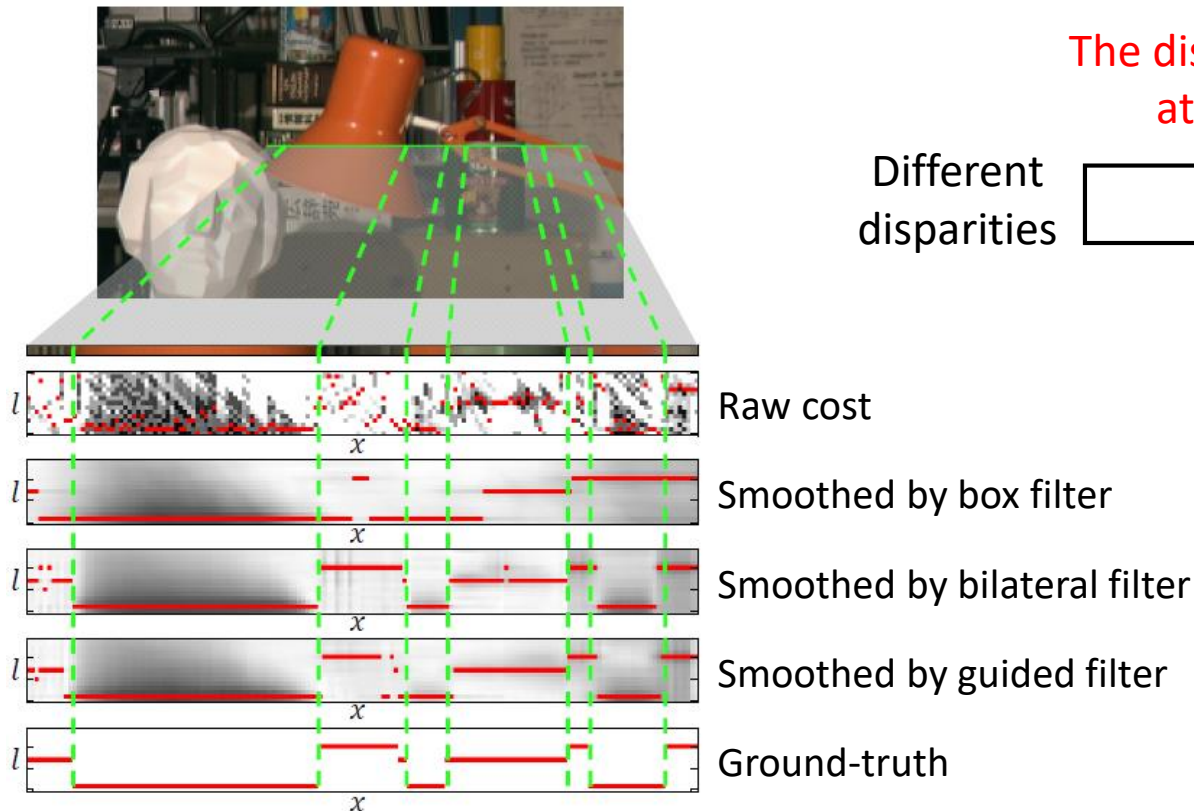 The dis
at
Different
disparities
l
x
Raw cost
l
x
Smoothed by box filter
l
x
Smoothed by bilateral filter
l
x
Smoothed by guided filter
l
x
Ground-truth